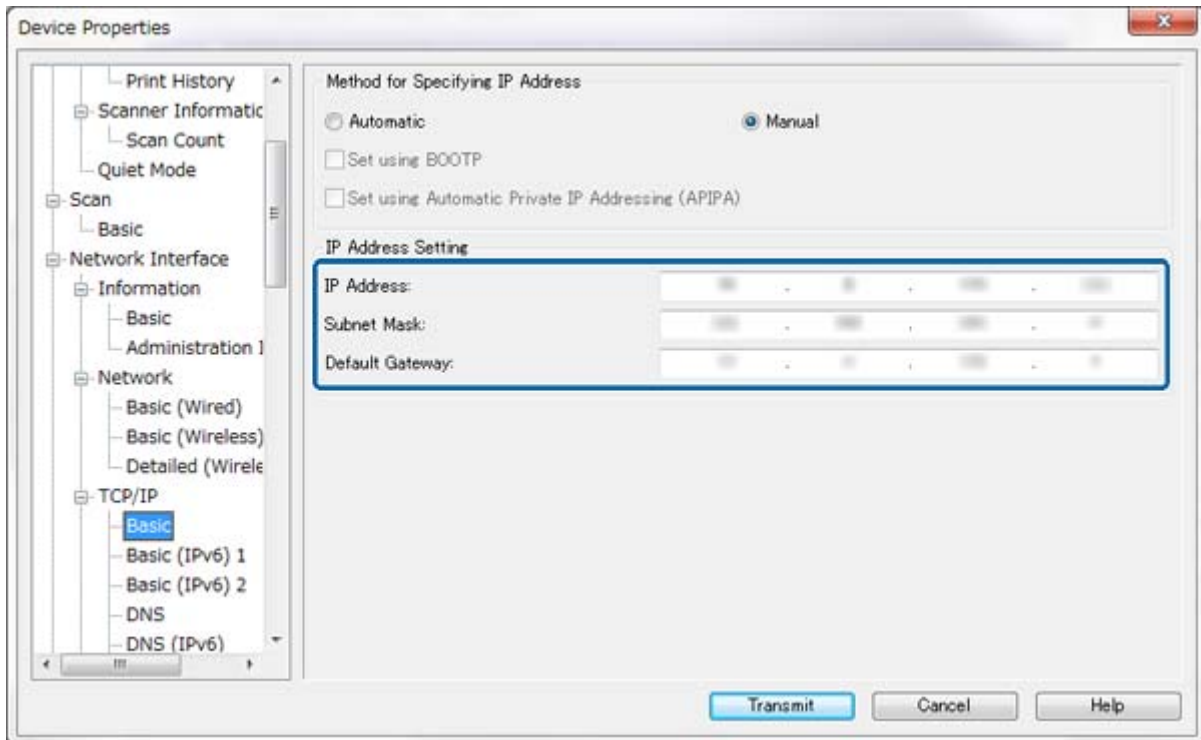 Device Properties
Print History
Scanner Informatic
Scan Count
Quiet Mode
Scan
Basic
Network Interface
Information
Basic
Administration I
Network
Basic (Wired)
Basic (Wireless)
Detailed (Wirele
TCP/IP
Basic
Basic (IPv6) 1
Basic (IPv6) 2
DNS
DNS (IPv6)
Method for Specifying IP Address
Automatic
Manual
Set using BOOTP
Set using Automatic Private IP Addressing (APIPA)
IP Address Setting
IP Address:
Subnet Mask:
Default Gateway:
Transmit
Cancel
Help